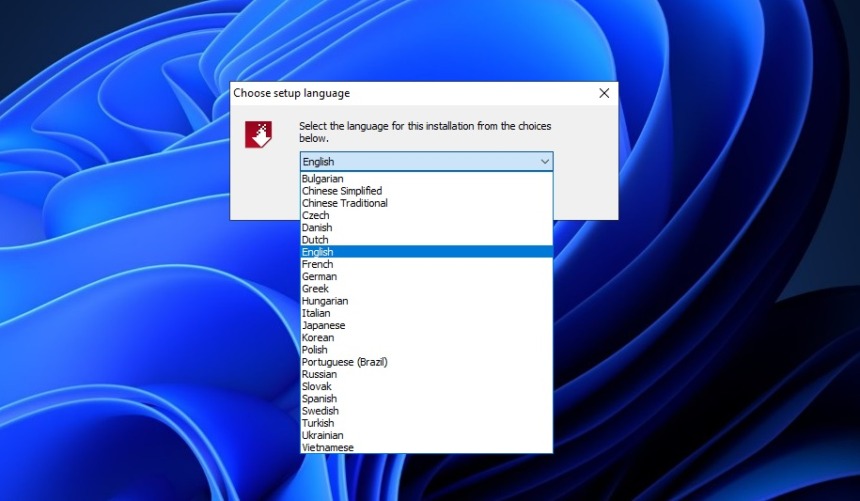 Choose setup language
Select the language for this installation from the choices
below.
English
Bulgarian
Chinese Simplified
Chinese Traditional
Czech
Danish
Dutch
English
French
German
Greek
Hungarian
Italian
Japanese
Korean
Polish
Portuguese (Brazil)
Russian
Slovak
Spanish
Swedish
Turkish
Ukrainian
Vietnamese